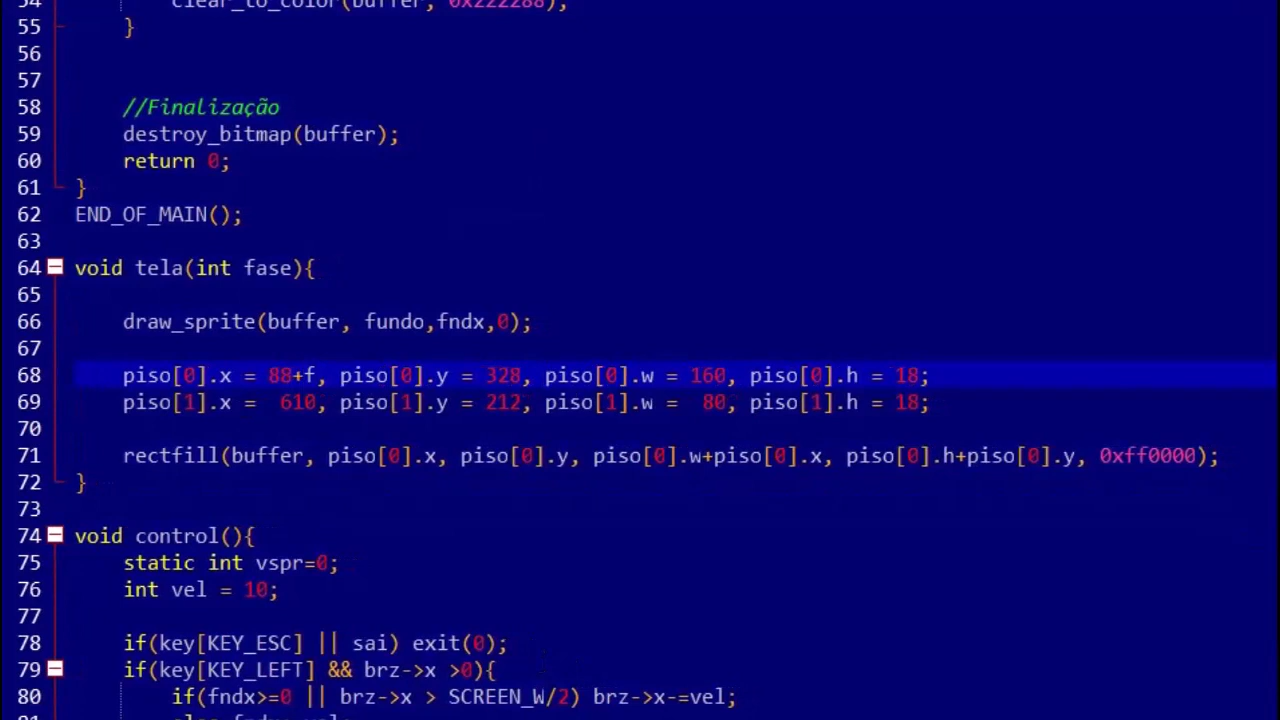 54 clear_to_color(buffer, 0x222288);
55 }
56
57
58 //Finalização
59 destroy_bitmap(buffer);
60 return 0;
61 }
62 END_OF_MAIN();
63
64 void tela(int fase){
65
66 draw_sprite(buffer, fundo,fndx,0);
67
68 piso[0].x = 88+f, piso[0].y = 328, piso[0].w = 160, piso[0].h = 18;
69 piso[1].x =  610, piso[1].y = 212, piso[1].w =  80, piso[1].h = 18;
70
71 rectfill(buffer, piso[0].x, piso[0].y, piso[0].w+piso[0].x, piso[0].h+piso[0].y, 0xff0000);
72 }
73
74 void control(){
75 static int vspr=0;
76 int vel = 10;
77
78 if(key[KEY_ESC] || sai) exit(0);
79 if(key[KEY_LEFT] && brz->x >0){
80 if(fndx>=0 || brz->x > SCREEN_W/2) brz->x-=vel;